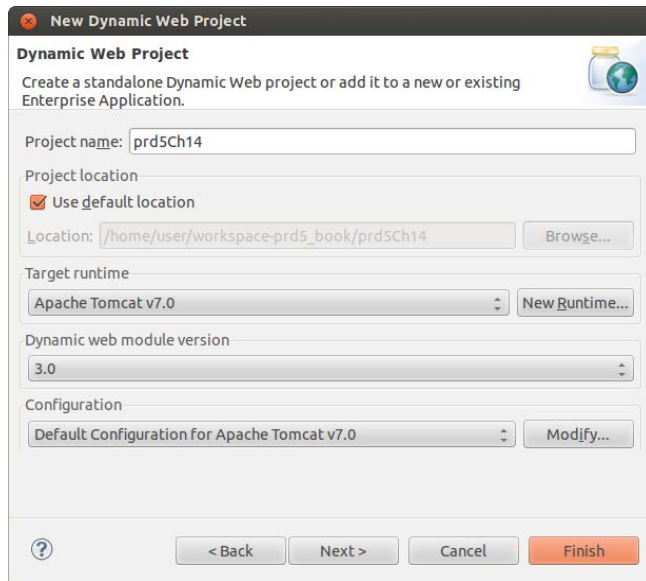 New Dynamic Web Project
Dynamic Web Project
Create a standalone Dynamic Web project or add it to a new or existing
Enterprise Application.
Project name: prd5Ch14
Project location
Use default location
Location: /home/user/workspace-prd5_book/prd5Ch14 Browse...
Target runtime
Apache Tomcat v7.0 New Runtime...
Dynamic web module version
3.0
Configuration
Default Configuration for Apache Tomcat v7.0 Modify...
? < Back Next > Cancel Finish